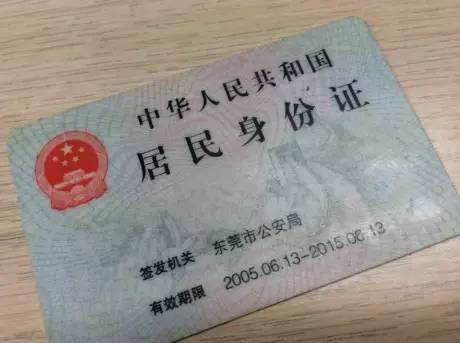 中华人民共和国
居民身份证
签发机关 东莞市公安局
有效期限 2005.06.13-2015.06.13